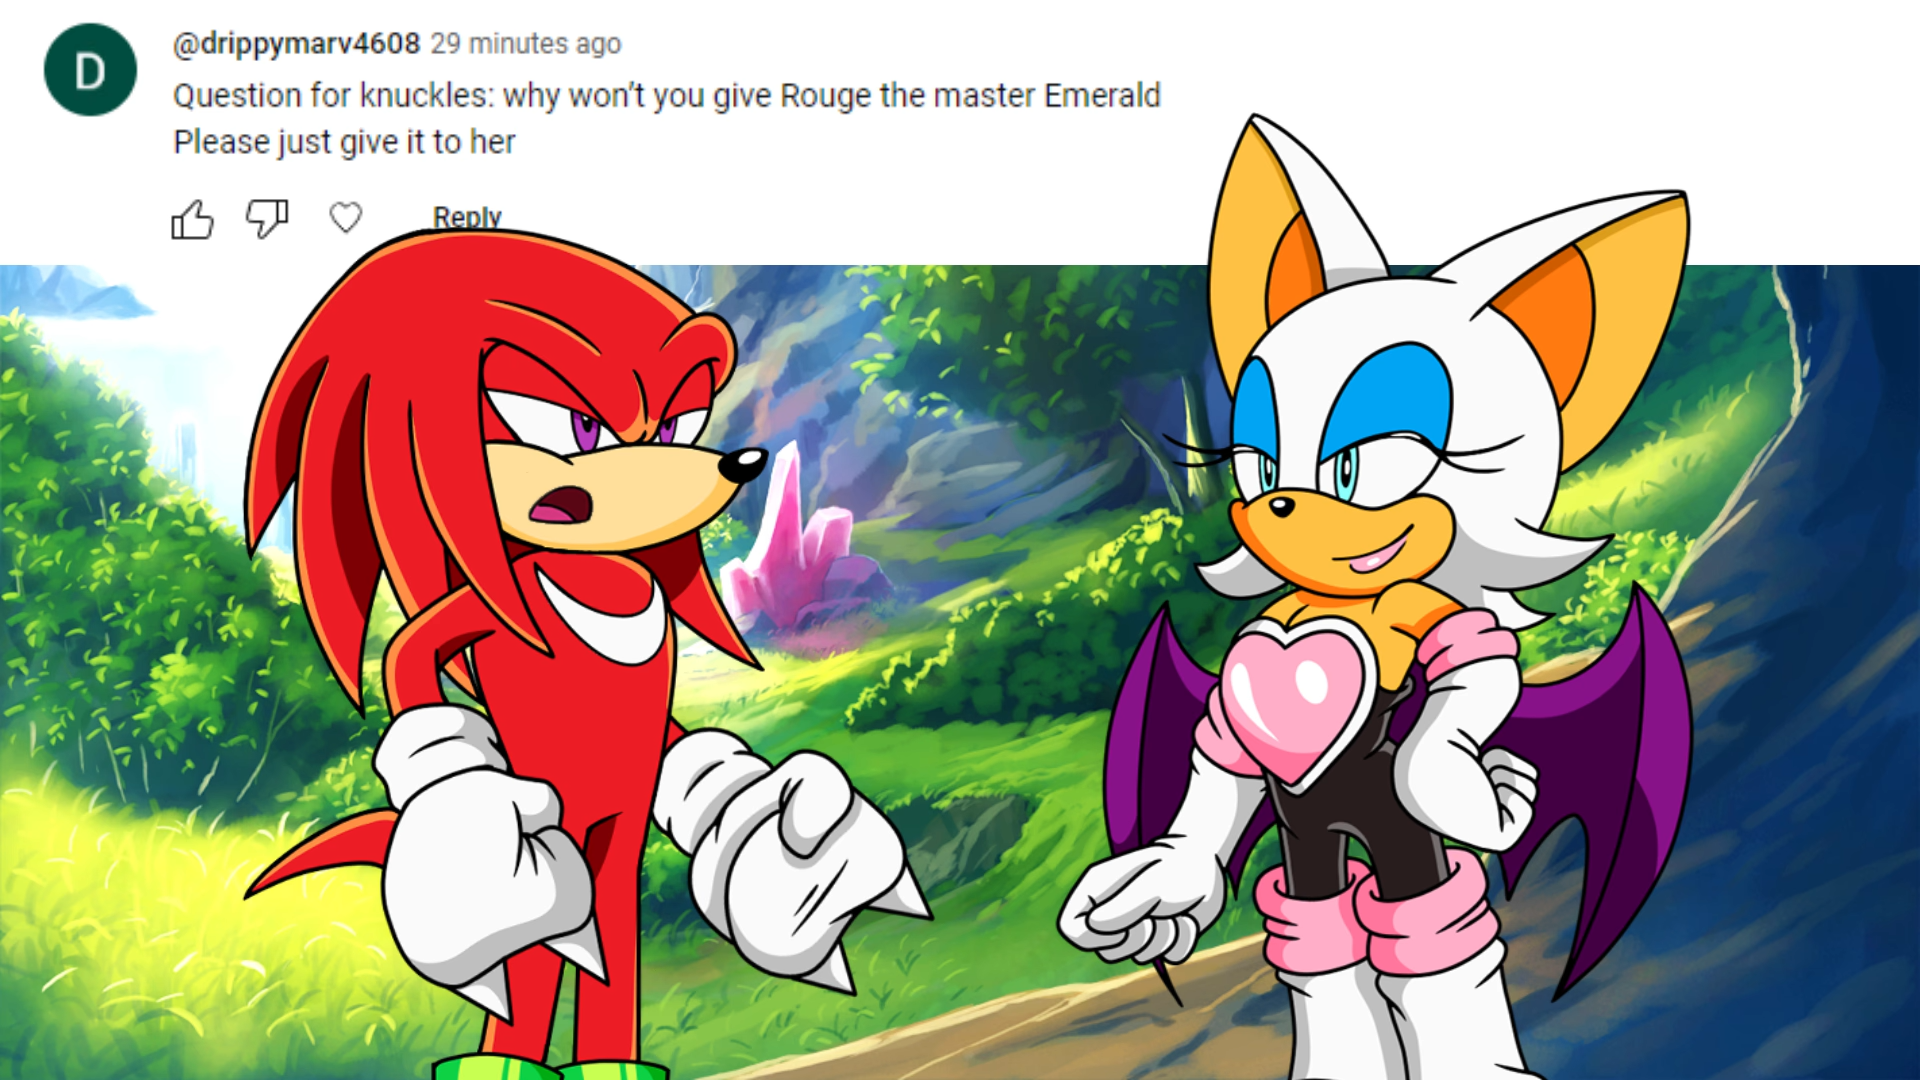 D
@drippymarv4608 29 minutes ago
Question for knuckles: why won't you give Rouge the master Emerald
Please just give it to her
Reply